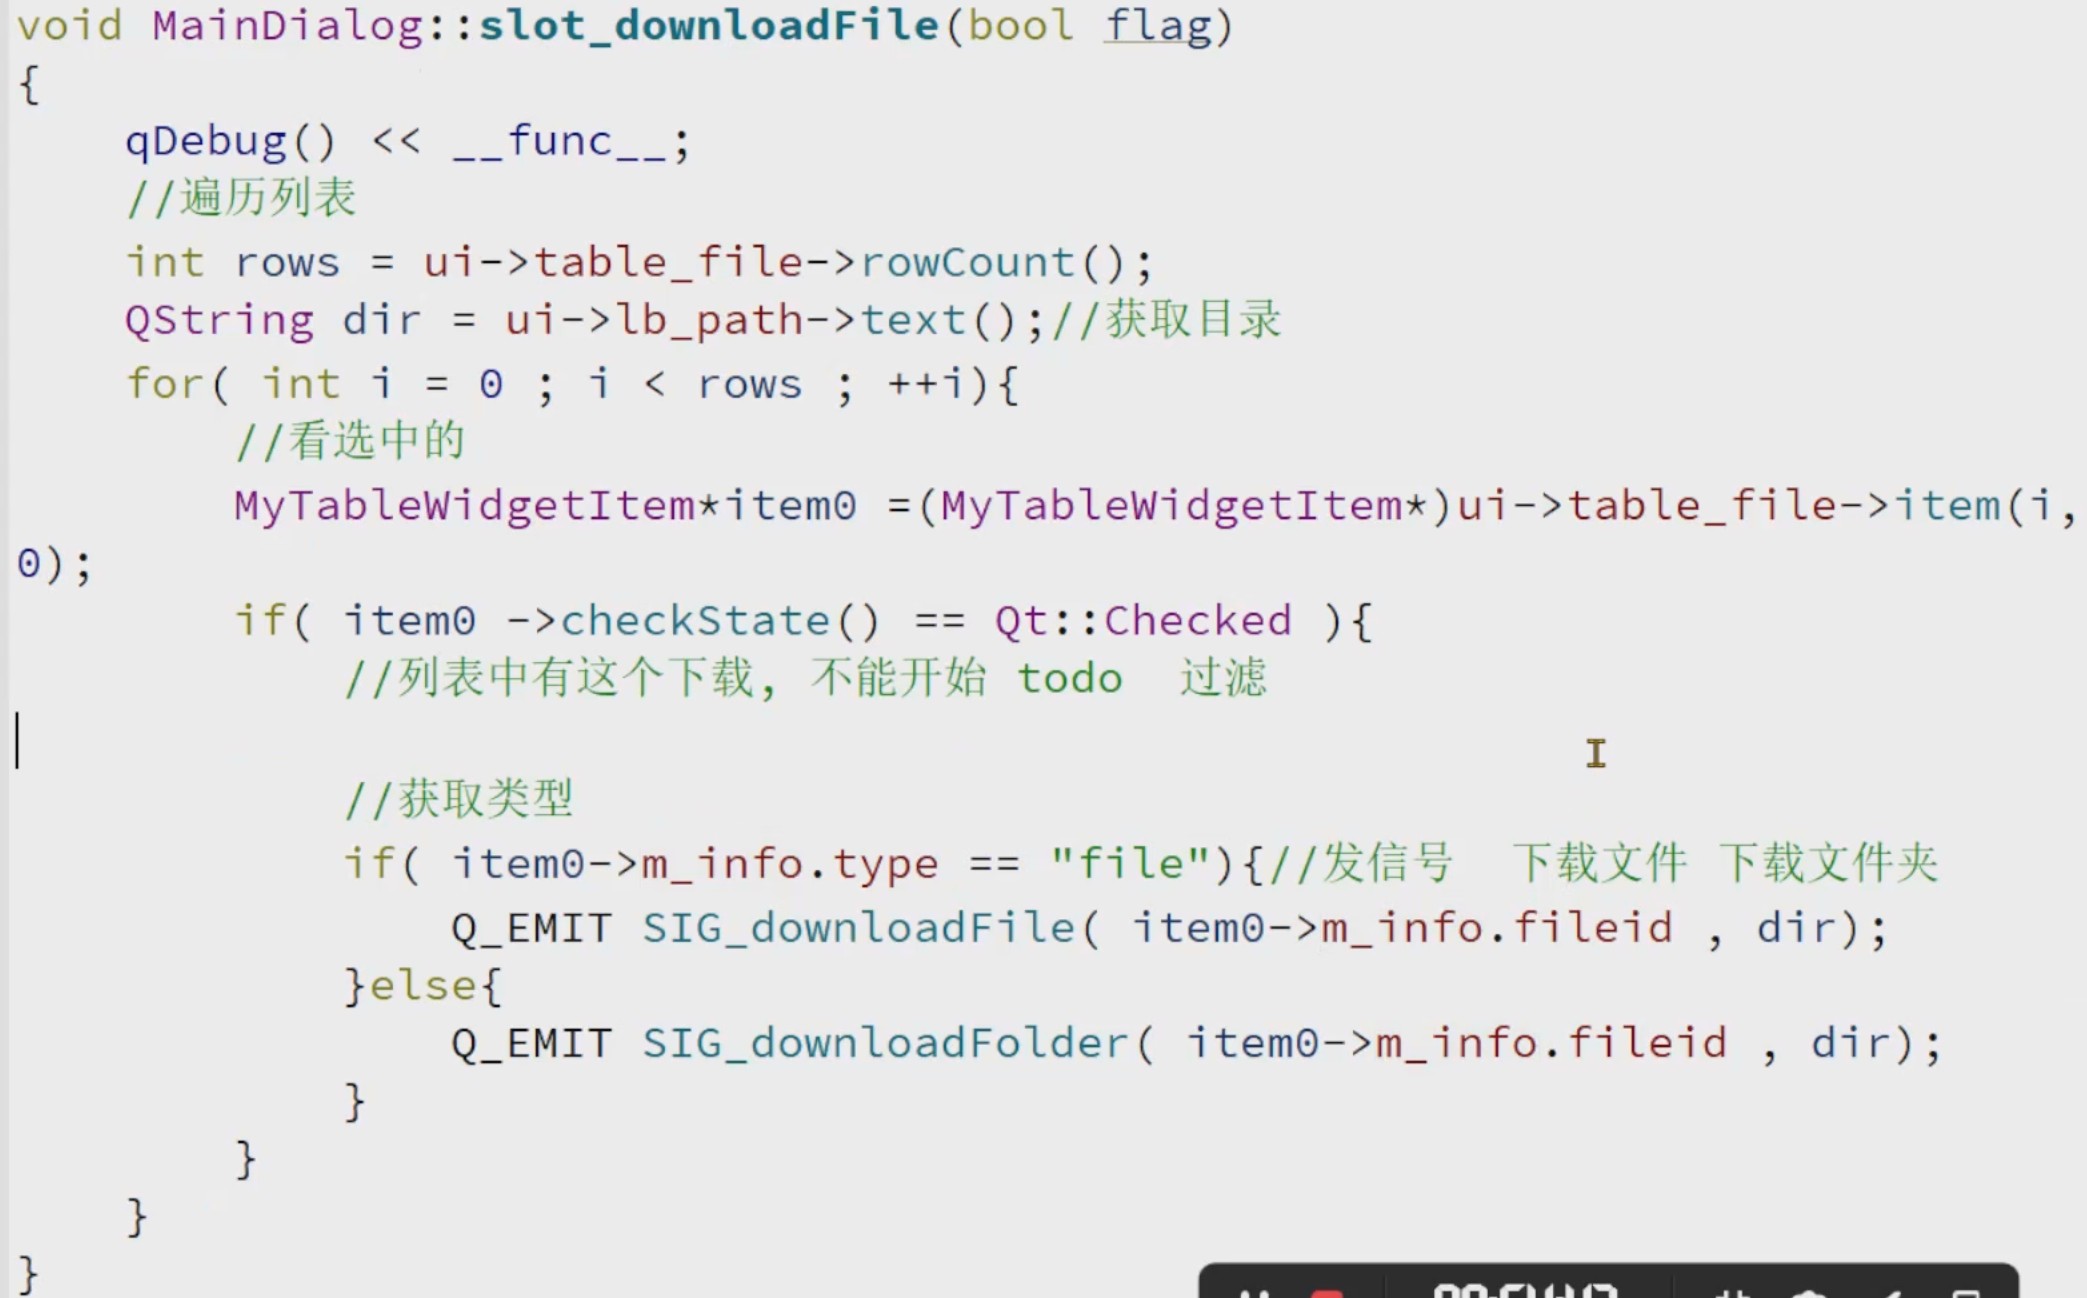 void MainDialog::slot_downloadFile(bool flag)
{
    qDebug() << __func__;
    //遍历列表
    int rows = ui->table_file->rowCount();
    QString dir = ui->lb_path->text();//获取目录
    for( int i = 0 ; i < rows ; ++i){
        //看选中的
        MyTableWidgetItem*item0 =(MyTableWidgetItem*)ui->table_file->item(i,
0);
        if( item0 ->checkState() == Qt::Checked ){
            //列表中有这个下载, 不能开始 todo  过滤

            //获取类型
            if( item0->m_info.type == "file"){//发信号  下载文件 下载文件夹
                Q_EMIT SIG_downloadFile( item0->m_info.fileid , dir);
            }else{
                Q_EMIT SIG_downloadFolder( item0->m_info.fileid , dir);
            }
        }
    }
}